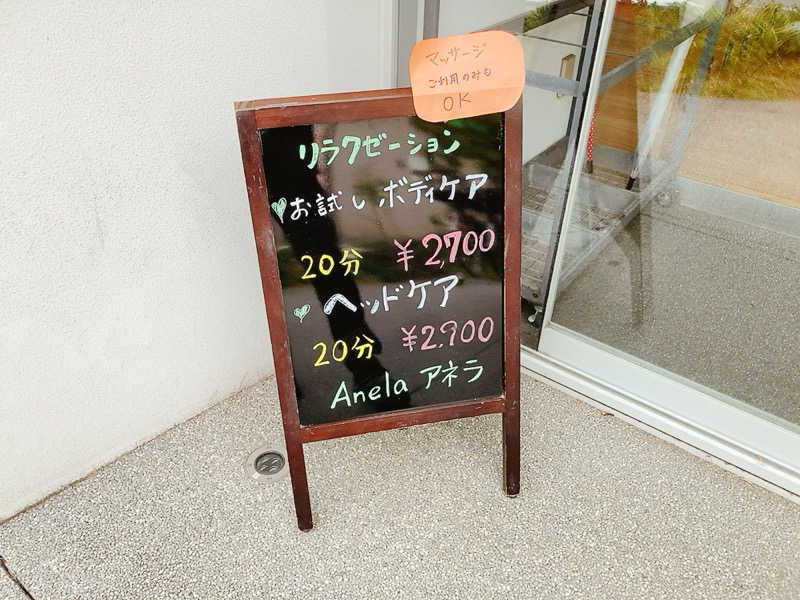 マッサージ
ご利用のみも
OK
リラクゼーション
お試し ボディケア
20分 ¥2,700
ヘッドケア
20分 ¥2,900
Anela アネラ